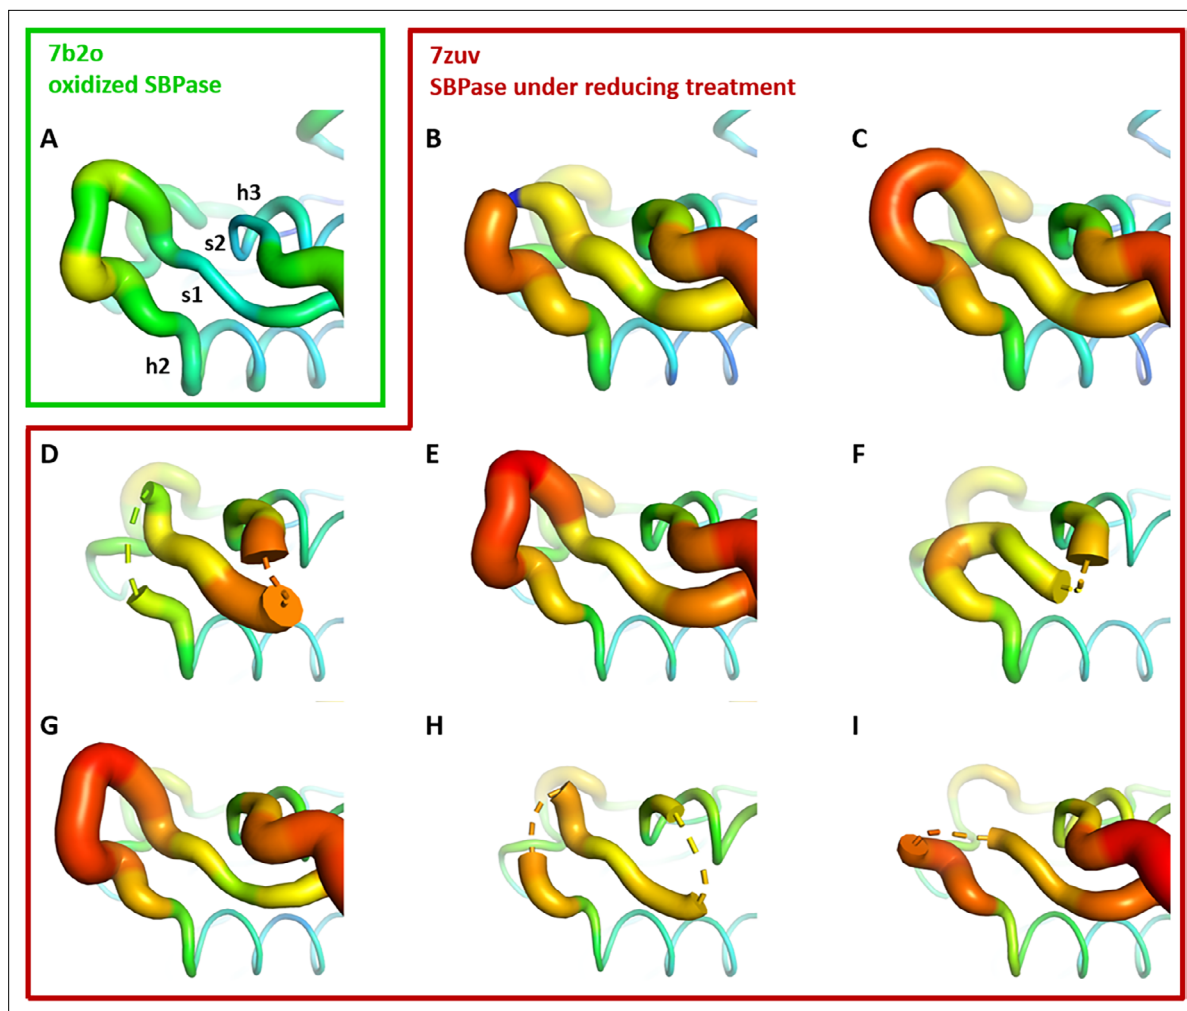 7b2o
oxidized SBPase
7zuv
SBPase under reducing treatment
A
h3
s2
s1
h2
B
C
D
E
F
G
H
I